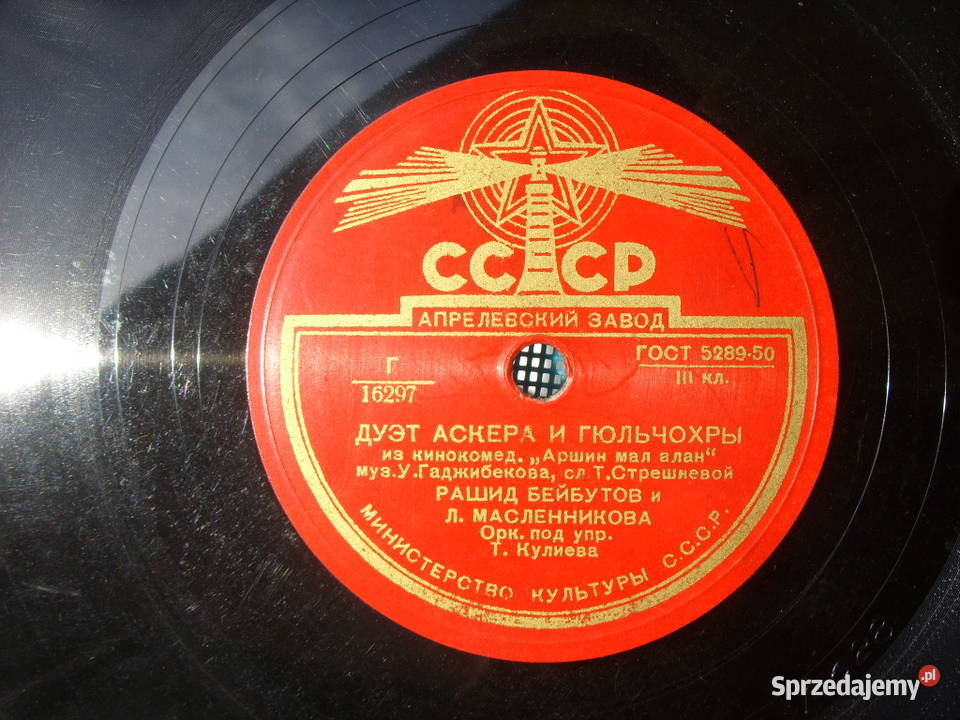 СССР
АПРЕЛЕВСКИЙ ЗАВОД
Г
16297
ГОСТ 5289-50
III кл.
ДУЭТ АСКЕРА И ГЮЛЬЧОХРЫ
из кинокомед. „Аршин мал алан“
муз. У. Гаджибекова, сл. Т. Стрешневой
РАШИД БЕЙБУТОВ и
Л. МАСЛЕННИКОВА
Орк. под упр.
Т. Кулиева
МИНИСТЕРСТВО КУЛЬТУРЫ С.С.С.Р.
Sprzedajemy.pl